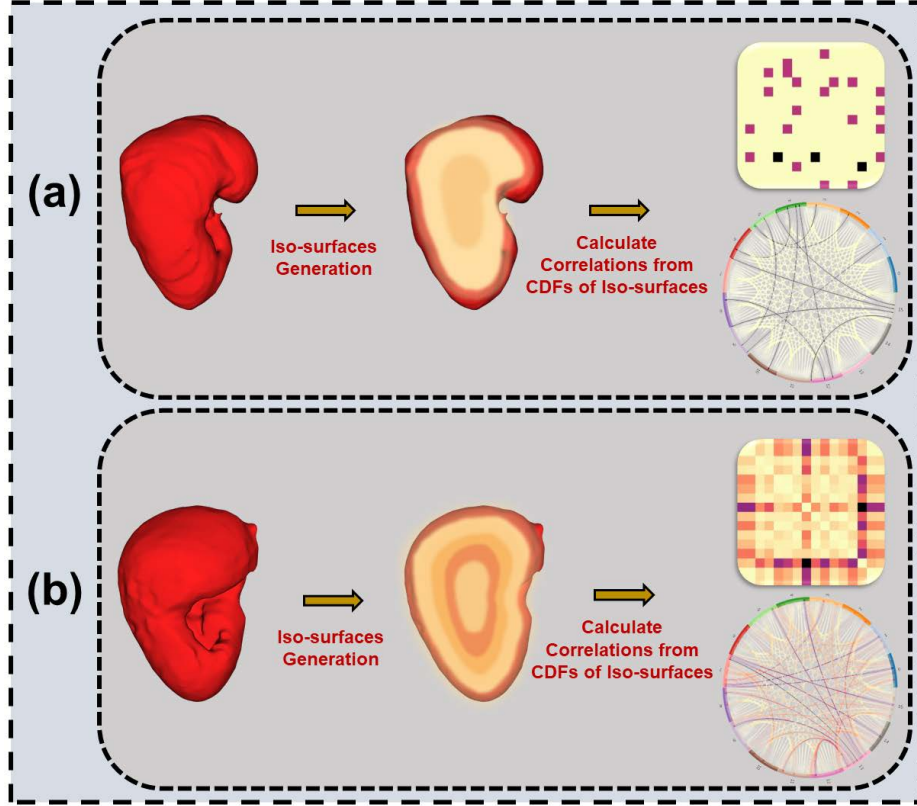 (a)
Iso-surfaces
Generation
Calculate
Correlations from
CDFs of Iso-surfaces
(b)
Iso-surfaces
Generation
Calculate
Correlations from
CDFs of Iso-surfaces